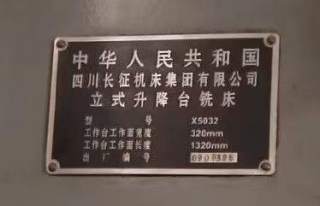 中华人民共和国
四川长征机床集团有限公司
立式升降台铣床
型 号 X5032
工作台工作面宽度 320mm
工作台工作面长度 1320mm
出厂编号